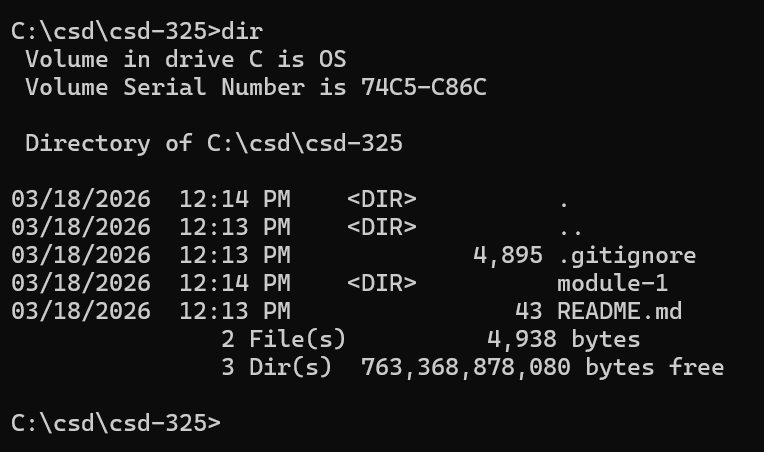 C:\csd\csd-325>dir
 Volume in drive C is OS
 Volume Serial Number is 74C5-C86C

 Directory of C:\csd\csd-325

03/18/2026  12:14 PM    <DIR>          .
03/18/2026  12:13 PM    <DIR>          ..
03/18/2026  12:13 PM             4,895 .gitignore
03/18/2026  12:14 PM    <DIR>          module-1
03/18/2026  12:13 PM                43 README.md
               2 File(s)          4,938 bytes
               3 Dir(s)  763,368,878,080 bytes free

C:\csd\csd-325>